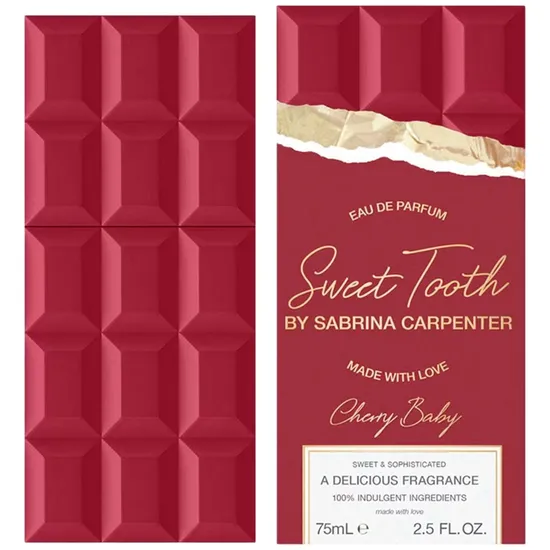 EAU DE PARFUM
Sweet Tooth
BY SABRINA CARPENTER
MADE WITH LOVE
Cherry Baby
SWEET & SOPHISTICATED
A DELICIOUS FRAGRANCE
100% INDULGENT INGREDIENTS
made with love
75mL ℮ 2.5 FL.OZ.